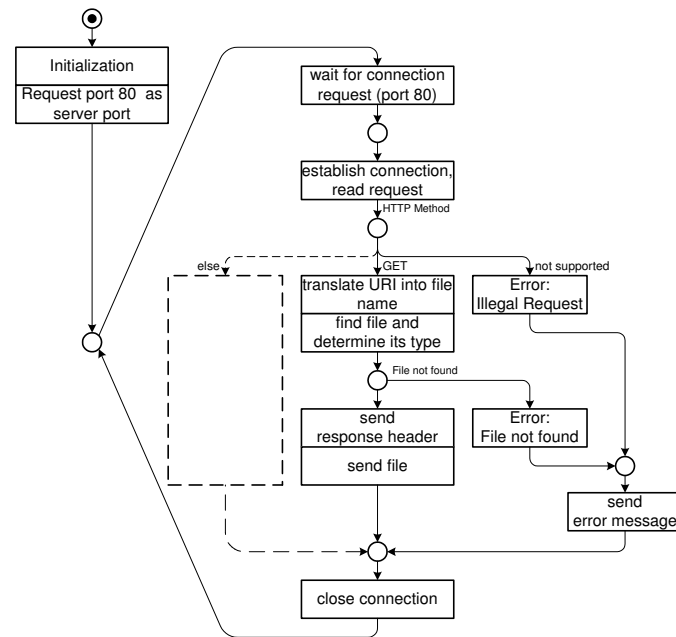 Initialization
Request port 80 as
server port
wait for connection
request (port 80)
establish connection,
read request
HTTP Method
else
GET
not supported
translate URI into file
name
find file and
determine its type
Error:
Illegal Request
File not found
send
response header
send file
Error:
File not found
send
error message
close connection